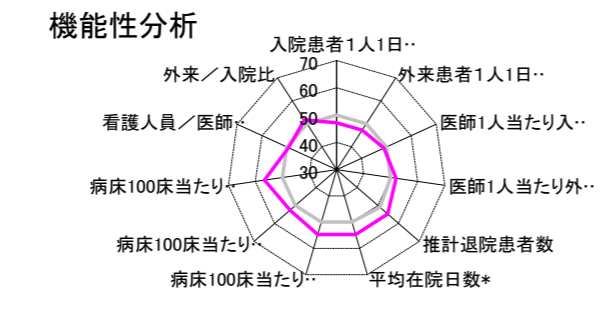 機能性分析
入院患者１人1日‥
外来患者１人1日‥
医師1人当たり入‥
医師1人当たり外‥
推計退院患者数
平均在院日数*
病床100床当たり‥
病床100床当たり‥
病床100床当たり‥
看護人員／医師‥
外来／入院比
70
60
50
40
30